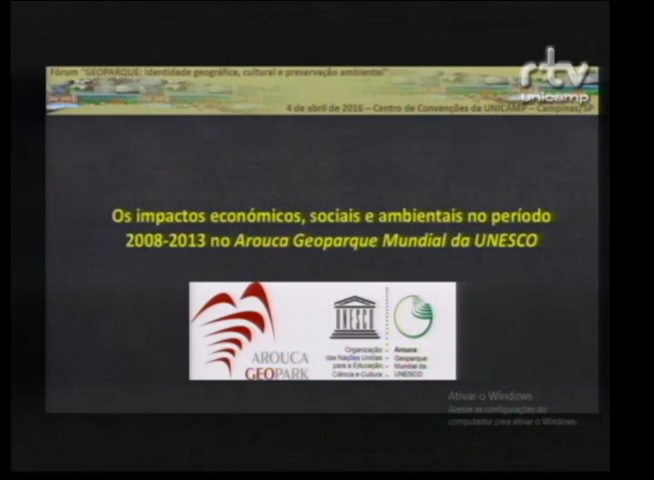 Fórum "GEOPARQUE: Identidade geográfica, cultural e preservação ambiental"
rtv
unicamp
4 de abril de 2016 – Centro de Convenções da UNICAMP – Campinas/SP
Os impactos económicos, sociais e ambientais no período
2008-2013 no Arouca Geoparque Mundial da UNESCO
AROUCA
GEOPARK
UNESCO
Organização
das Nações Unidas
para a Educação,
Ciência e Cultura
Arouca
Geoparque
Mundial da
UNESCO
Ativar o Windows
Acesse as configurações do
computador para ativar o Windows.